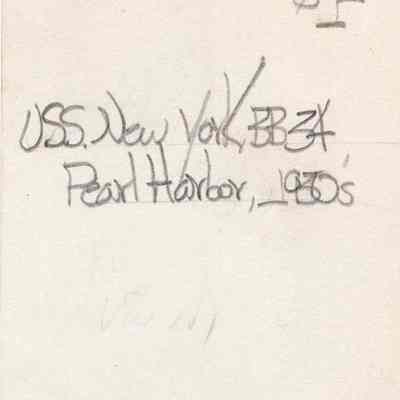 USS. New York, BB34
Pearl Harbor, 1930's